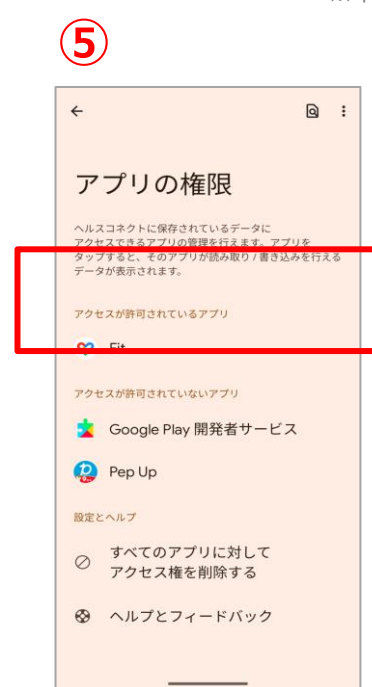 ⑤
アプリの権限
ヘルスコネクトに保存されているデータに
アクセスできるアプリの管理を行えます。アプリを
タップすると、そのアプリが読み取り / 書き込みを行える
データが表示されます。
アクセスが許可されているアプリ
Fit
アクセスが許可されていないアプリ
Google Play 開発者サービス
Pep Up
設定とヘルプ
すべてのアプリに対して
アクセス権を削除する
ヘルプとフィードバック